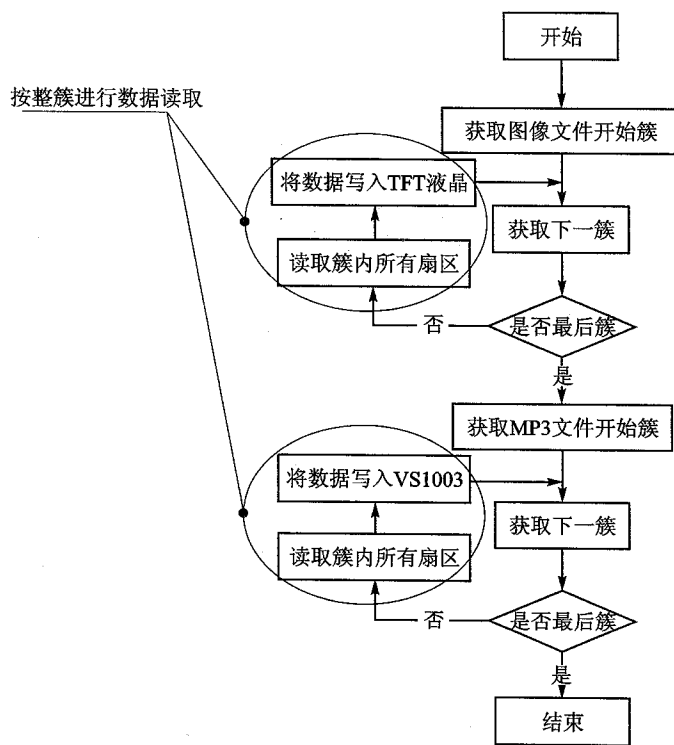 开始
按整簇进行数据读取
获取图像文件开始簇
将数据写入TFT液晶
获取下一簇
读取簇内所有扇区
否
是否最后簇
是
获取MP3文件开始簇
将数据写入VS1003
获取下一簇
读取簇内所有扇区
否
是否最后簇
是
结束